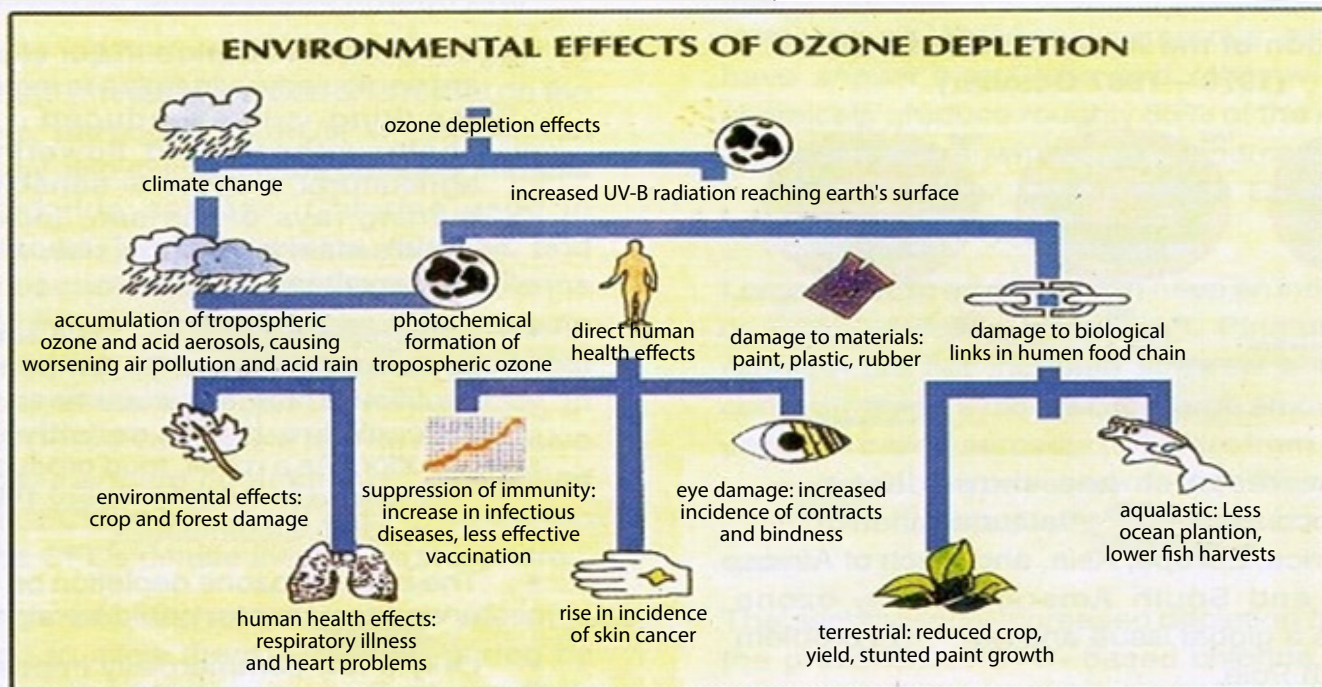 ENVIRONMENTAL EFFECTS OF OZONE DEPLETION
ozone depletion effects
climate change
increased UV-B radiation reaching earth's surface
accumulation of tropospheric
ozone and acid aerosols, causing
worsening air pollution and acid rain
photochemical
formation of
tropospheric ozone
direct human
health effects
damage to materials:
paint, plastic, rubber
damage to biological
links in humen food chain
environmental effects:
crop and forest damage
suppression of immunity:
increase in infectious
diseases, less effective
vaccination
eye damage: increased
incidence of contracts
and bindness
aqualastic: Less
ocean plantion,
lower fish harvests
human health effects:
respiratory illness
and heart problems
rise in incidence
of skin cancer
terrestrial: reduced crop,
yield, stunted paint growth